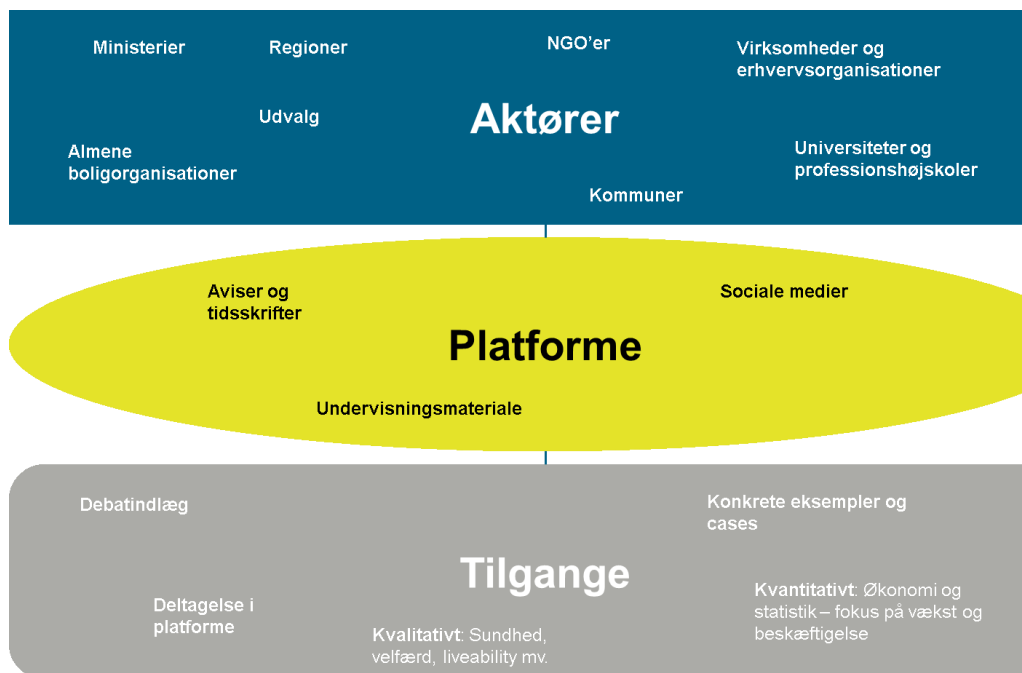 Ministerier
Regioner
NGO’er
Virksomheder og
erhvervsorganisationer
Udvalg
Aktører
Almene
boligorganisationer
Universiteter og
professionshøjskoler
Kommuner
Aviser og
tidsskrifter
Sociale medier
Platforme
Undervisningsmateriale
Debatindlæg
Konkrete eksempler og
cases
Tilgange
Deltagelse i
platforme
Kvalitativt: Sundhed,
velfærd, liveability mv.
Kvantitativt: Økonomi og
statistik – fokus på vækst og
beskæftigelse